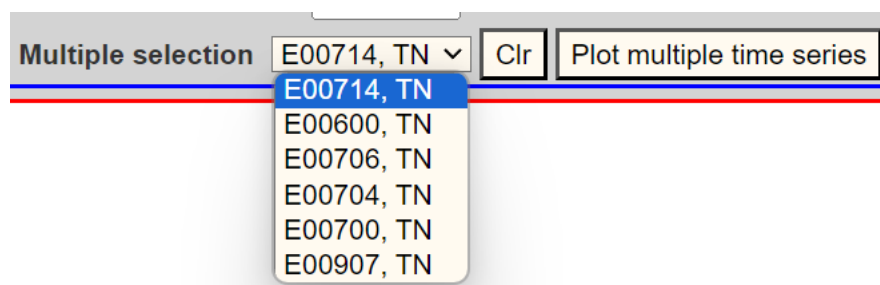 Multiple selection E00714, TN Clr Plot multiple time series
E00714, TN
E00600, TN
E00706, TN
E00704, TN
E00700, TN
E00907, TN